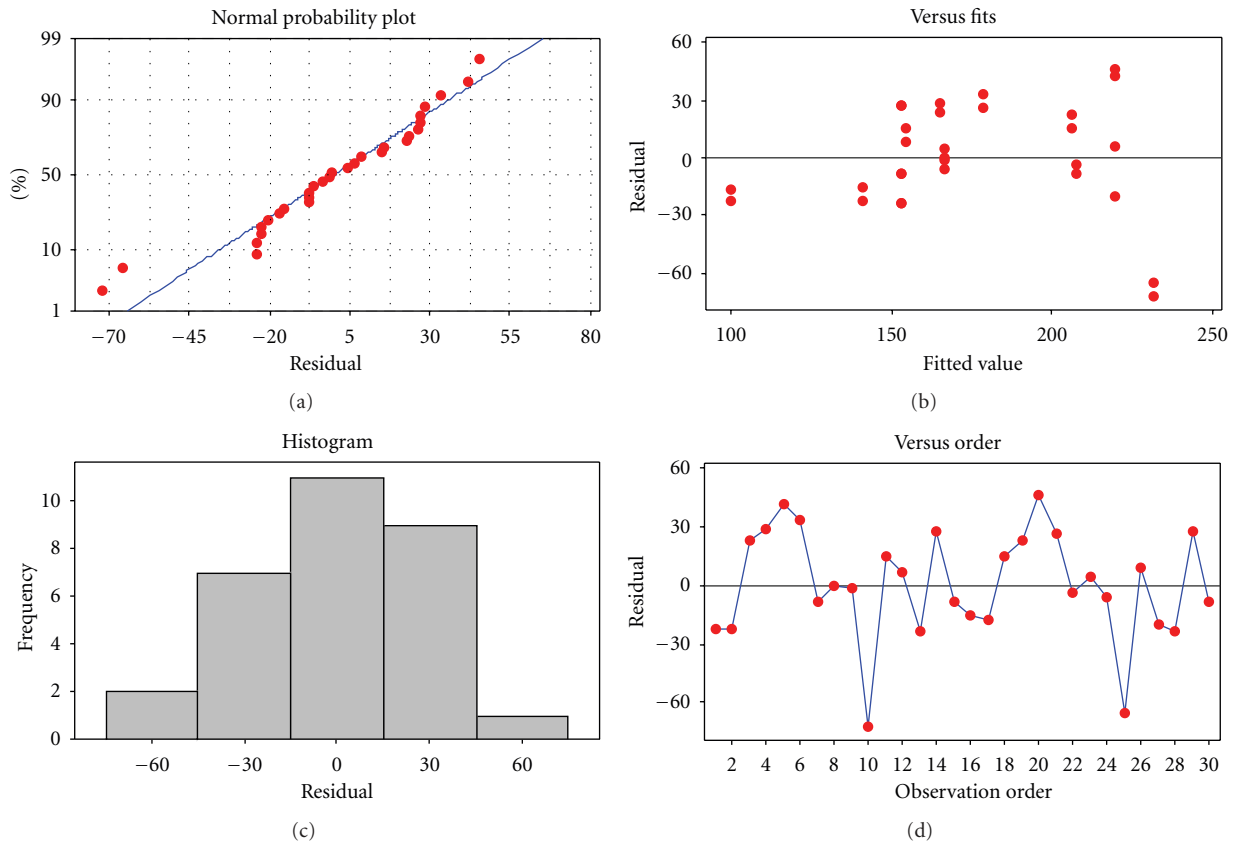 Normal probability plot
99
90
50
10
1
(%)
−70 −45 −20 5 30 55 80
Residual
(a)
Versus fits
60
30
0
−30
−60
Residual
100 150 200 250
Fitted value
(b)
Histogram
10
8
6
4
2
0
Frequency
−60 −30 0 30 60
Residual
(c)
Versus order
60
30
0
−30
−60
Residual
2 4 6 8 10 12 14 16 18 20 22 24 26 28 30
Observation order
(d)